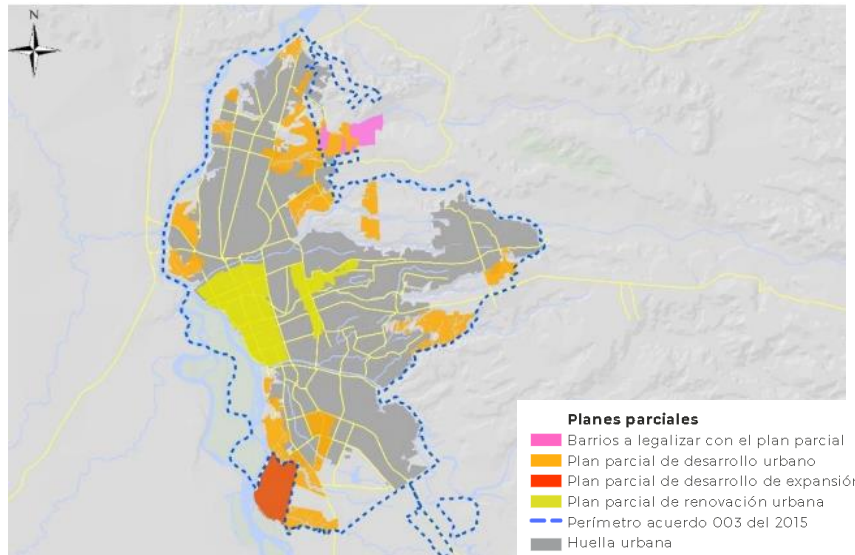 N
Planes parciales
Barrios a legalizar con el plan parcial
Plan parcial de desarrollo urbano
Plan parcial de desarrollo de expansión
Plan parcial de renovación urbana
Perímetro acuerdo 003 del 2015
Huella urbana